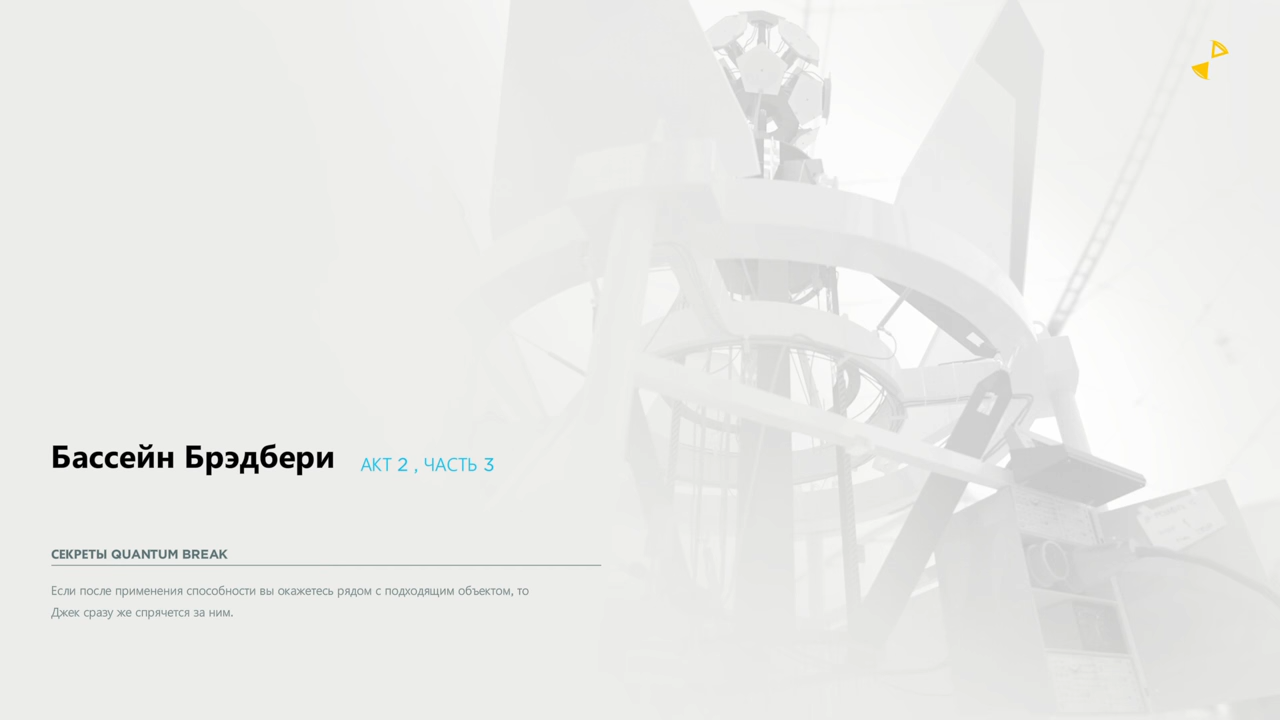 Бассейн Брэдбери АКТ 2 , ЧАСТЬ 3
СЕКРЕТЫ QUANTUM BREAK
Если после применения способности вы окажетесь рядом с подходящим объектом, то
Джек сразу же спрячется за ним.